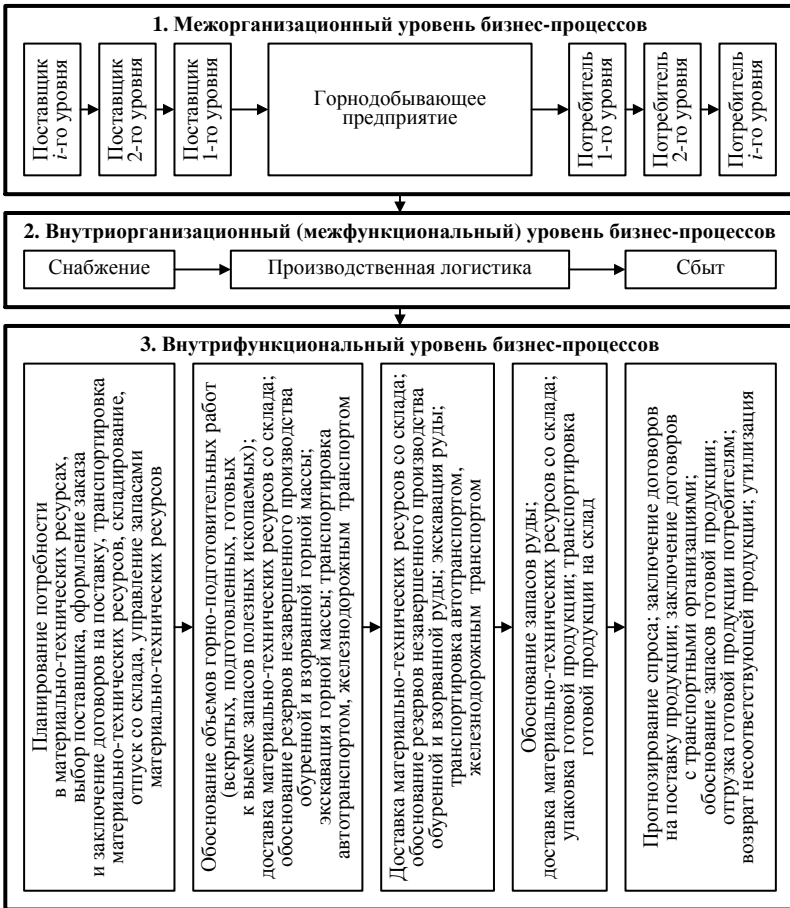 1. Межорганизационный уровень бизнес-процессов
Поставщик
i-го уровня
Поставщик
2-го уровня
Поставщик
1-го уровня
Горнодобывающее
предприятие
Потребитель
1-го уровня
Потребитель
2-го уровня
Потребитель
i-го уровня
2. Внутриорганизационный (межфункциональный) уровень бизнес-процессов
Снабжение
Производственная логистика
Сбыт
3. Внутрифункциональный уровень бизнес-процессов
Планирование потребности
в материально-технических ресурсах,
выбор поставщика, оформление заказа
и заключение договоров на поставку, транспортировка
материально-технических ресурсов, складирование,
отпуск со склада, управление запасами
материально-технических ресурсов
Обоснование объемов горно-подготовительных работ
(вскрытых, подготовленных, готовых
к выемке запасов полезных ископаемых);
доставка материально-технических ресурсов со склада;
обоснование резервов незавершенного производства
обуренной и взорванной горной массы;
экскавация горной массы; транспортировка
автотранспортом, железнодорожным транспортом
Доставка материально-технических ресурсов со склада;
обоснование резервов незавершенного производства
обуренной и взорванной руды; экскавация руды;
транспортировка автотранспортом,
железнодорожным транспортом
Обоснование запасов руды;
доставка материально-технических ресурсов со склада;
упаковка готовой продукции; транспортировка
готовой продукции на склад
Прогнозирование спроса; заключение договоров
на поставку продукции; заключение договоров
с транспортными организациями;
обоснование запасов готовой продукции;
отгрузка готовой продукции потребителям;
возврат несоответствующей продукции; утилизация